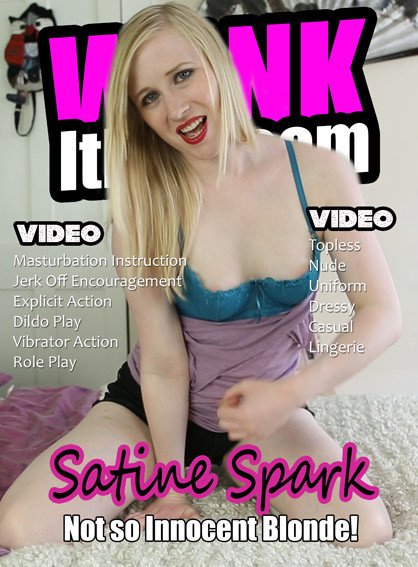 VIDEO
Masturbation Instruction
Jerk Off Encouragement
Explicit Action
Dildo Play
Vibrator Action
Role Play
VIDEO
Topless
Nude
Uniform
Dressy
Casual
Lingerie
Satine Spark
Not so Innocent Blonde!